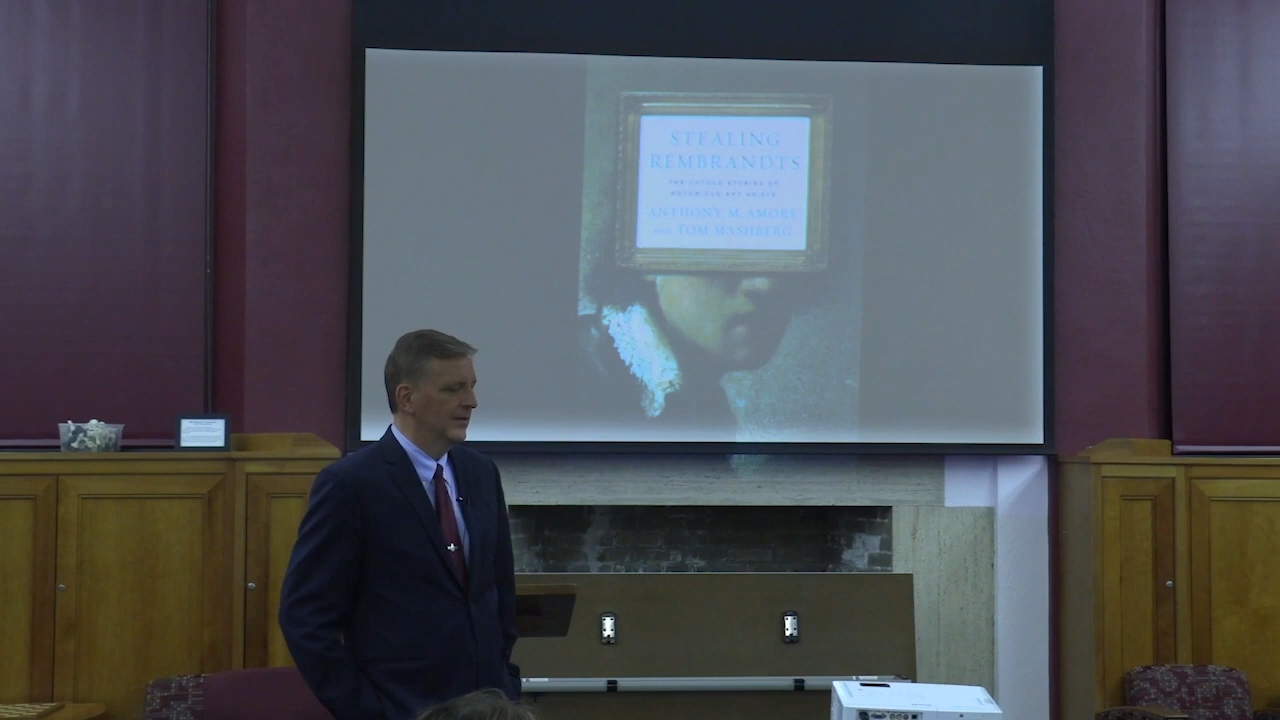 STEALING
REMBRANDTS
THE UNTOLD STORIES OF
NOTORIOUS ART HEISTS
ANTHONY M. AMORE
AND TOM MASHBERG